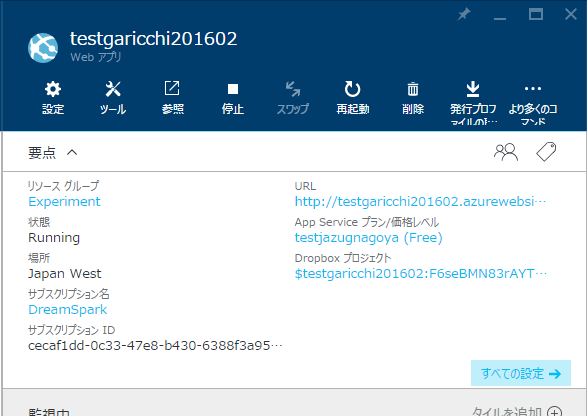 testgaricchi201602
Web アプリ
設定 ツール 参照 停止 スワップ 再起動 削除 発行プロフ より多くのコ
ァイルの… マンド
要点
リソース グループ
Experiment
状態
Running
場所
Japan West
サブスクリプション名
DreamSpark
サブスクリプション ID
cecaf1dd-0c33-47e8-b430-6388f3a95…
URL
http://testgaricchi201602.azurewebsi…
App Service プラン/価格レベル
testjazugnagoya (Free)
Dropbox プロジェクト
$testgaricchi201602:F6seBMN83rAYT…
すべての設定
監視中 タイルを追加